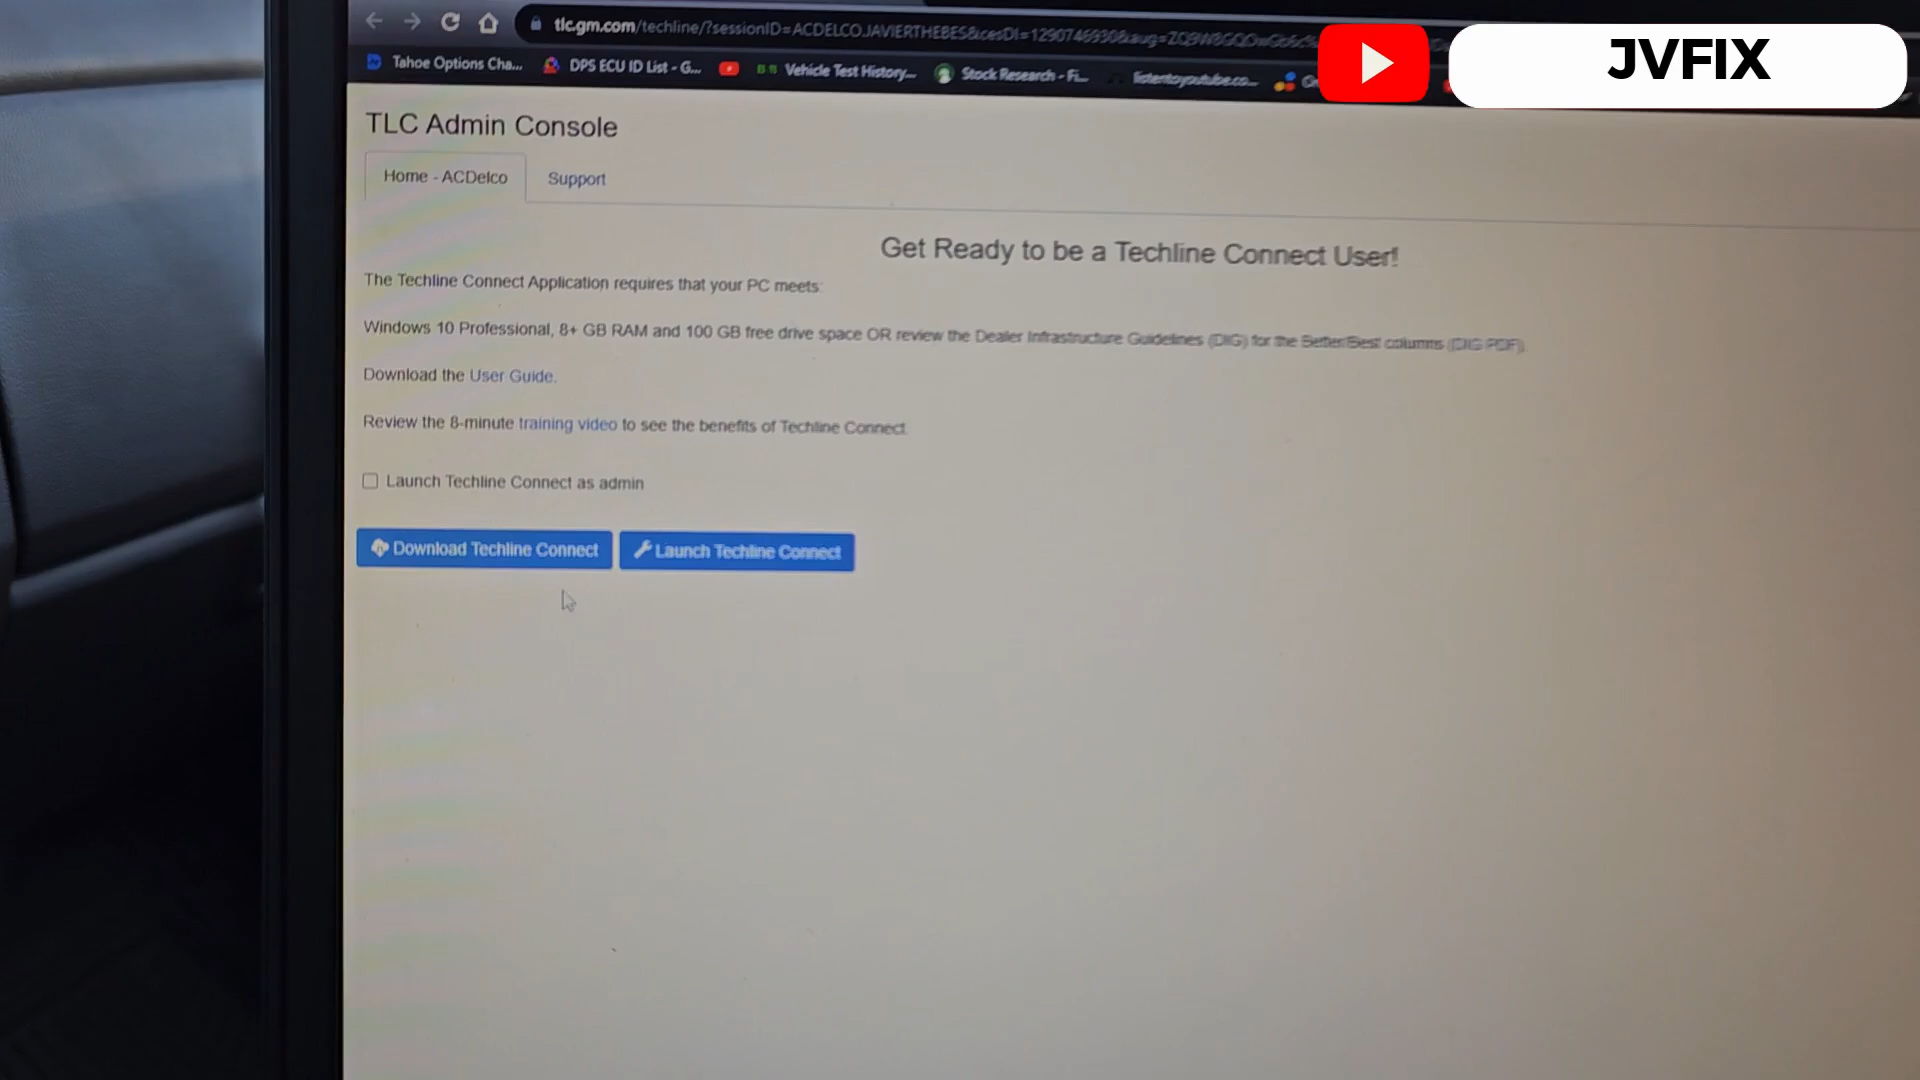 tlc.gm.com/techline/?sessionID=ACDELCO.JAVIERTHEBES&cesDI=1290746930&aug=
JVFIX
Tahoe Options Cha... DPS ECU ID List - G... Vehicle Test History... Stock Research - Fi... listentoyoutube.co...
TLC Admin Console
Home - ACDelco Support
Get Ready to be a Techline Connect User!
The Techline Connect Application requires that your PC meets:
Windows 10 Professional, 8+ GB RAM and 100 GB free drive space OR review the Dealer Infrastructure Guidelines (DIG) for the Better/Best columns (DIG PDF).
Download the User Guide.
Review the 8-minute training video to see the benefits of Techline Connect.
Launch Techline Connect as admin
Download Techline Connect Launch Techline Connect